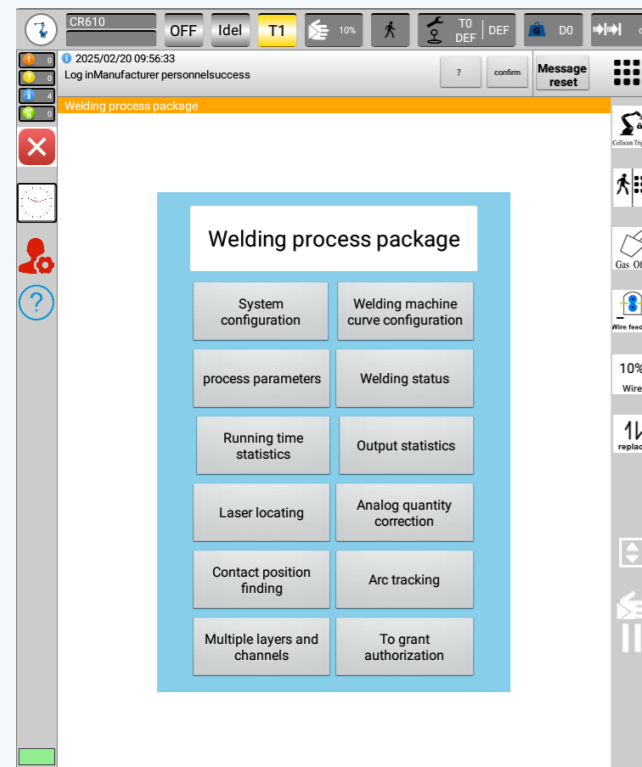 CR610
OFF
Idel
T1
10%
T0
DEF
DEF
D0
0
0
4
0
2025/02/20 09:56:33
Log inManufacturer personnelsuccess
?
confirm
Message
reset
Welding process package
Welding process package
System
configuration
Welding machine
curve configuration
process parameters
Welding status
Running time
statistics
Output statistics
Laser locating
Analog quantity
correction
Contact position
finding
Arc tracking
Multiple layers and
channels
To grant
authorization
Collision Trig
Gas Of
Wire feed
10%
Wire
replac